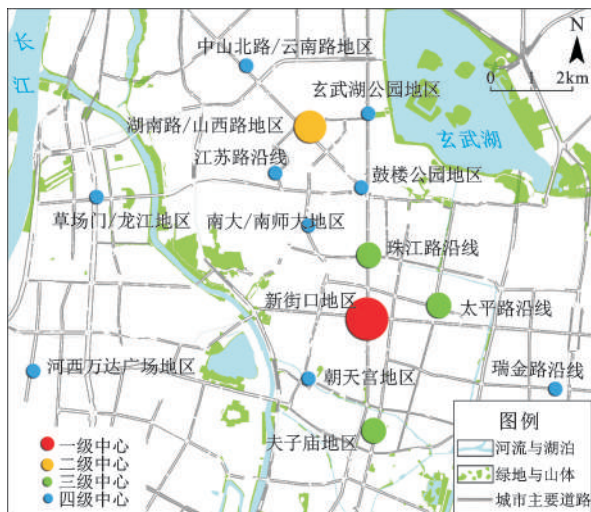 长江
中山北路/云南路地区
N
0 1 2km
玄武湖公园地区
湖南路/山西路地区
玄武湖
江苏路沿线
鼓楼公园地区
草场门/龙江地区
南大/南师大地区
珠江路沿线
新街口地区
太平路沿线
河西万达广场地区
朝天宫地区
瑞金路沿线
夫子庙地区
一级中心
二级中心
三级中心
四级中心
图例
河流与湖泊
绿地与山体
城市主要道路